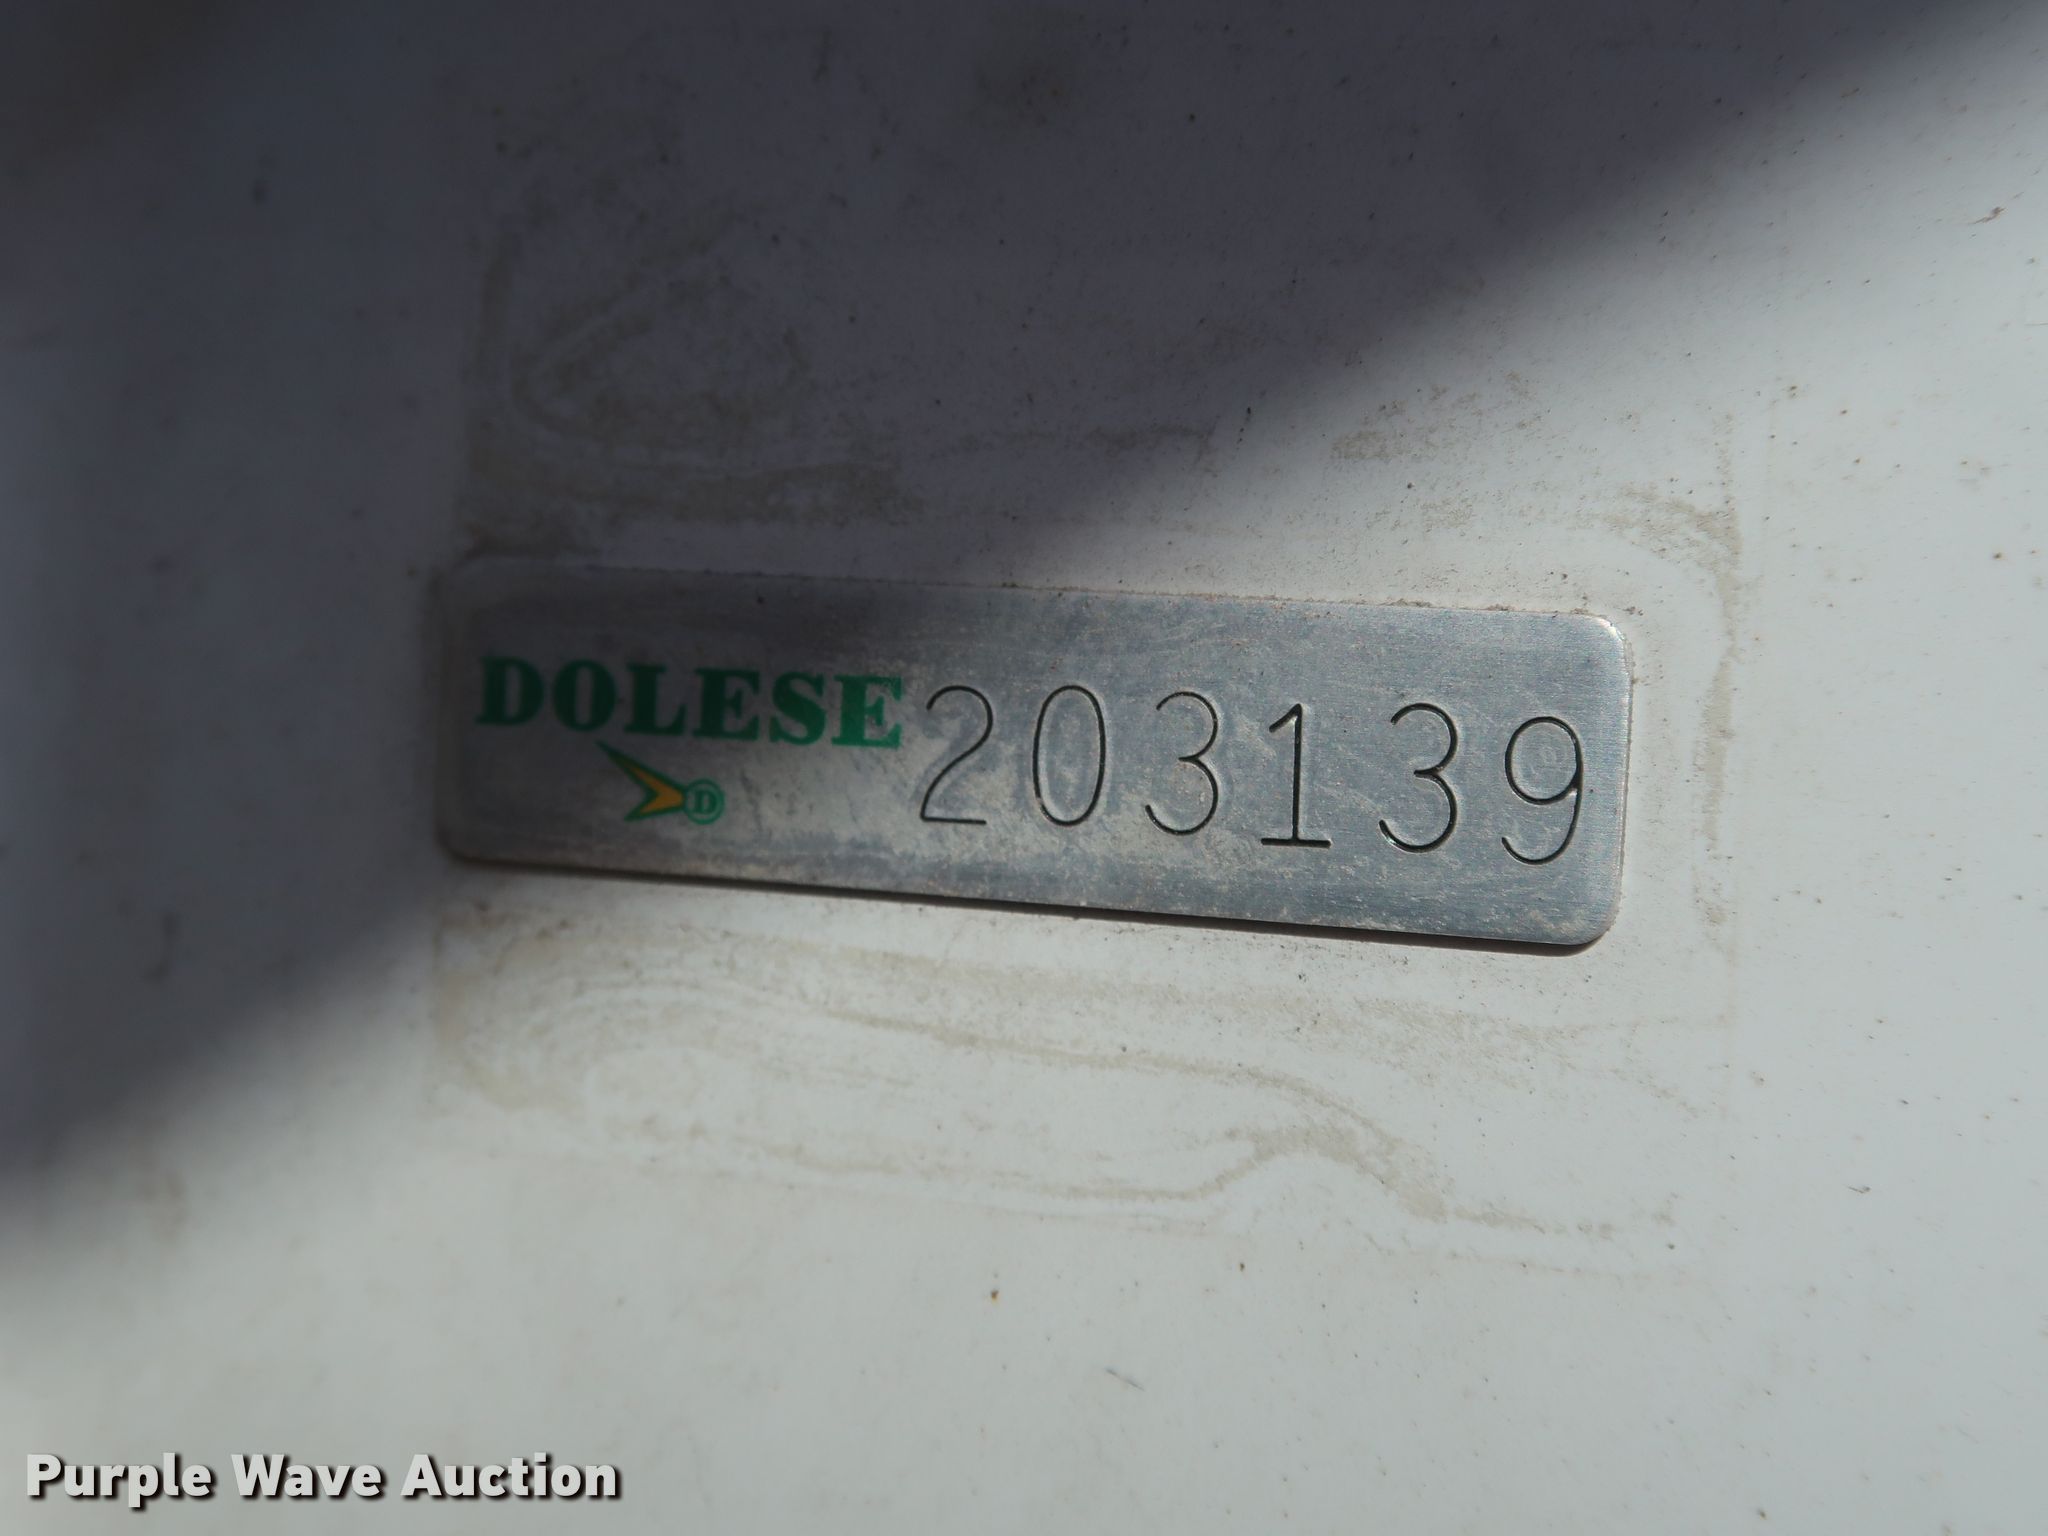 DOLESE 203139
D
Purple Wave Auction